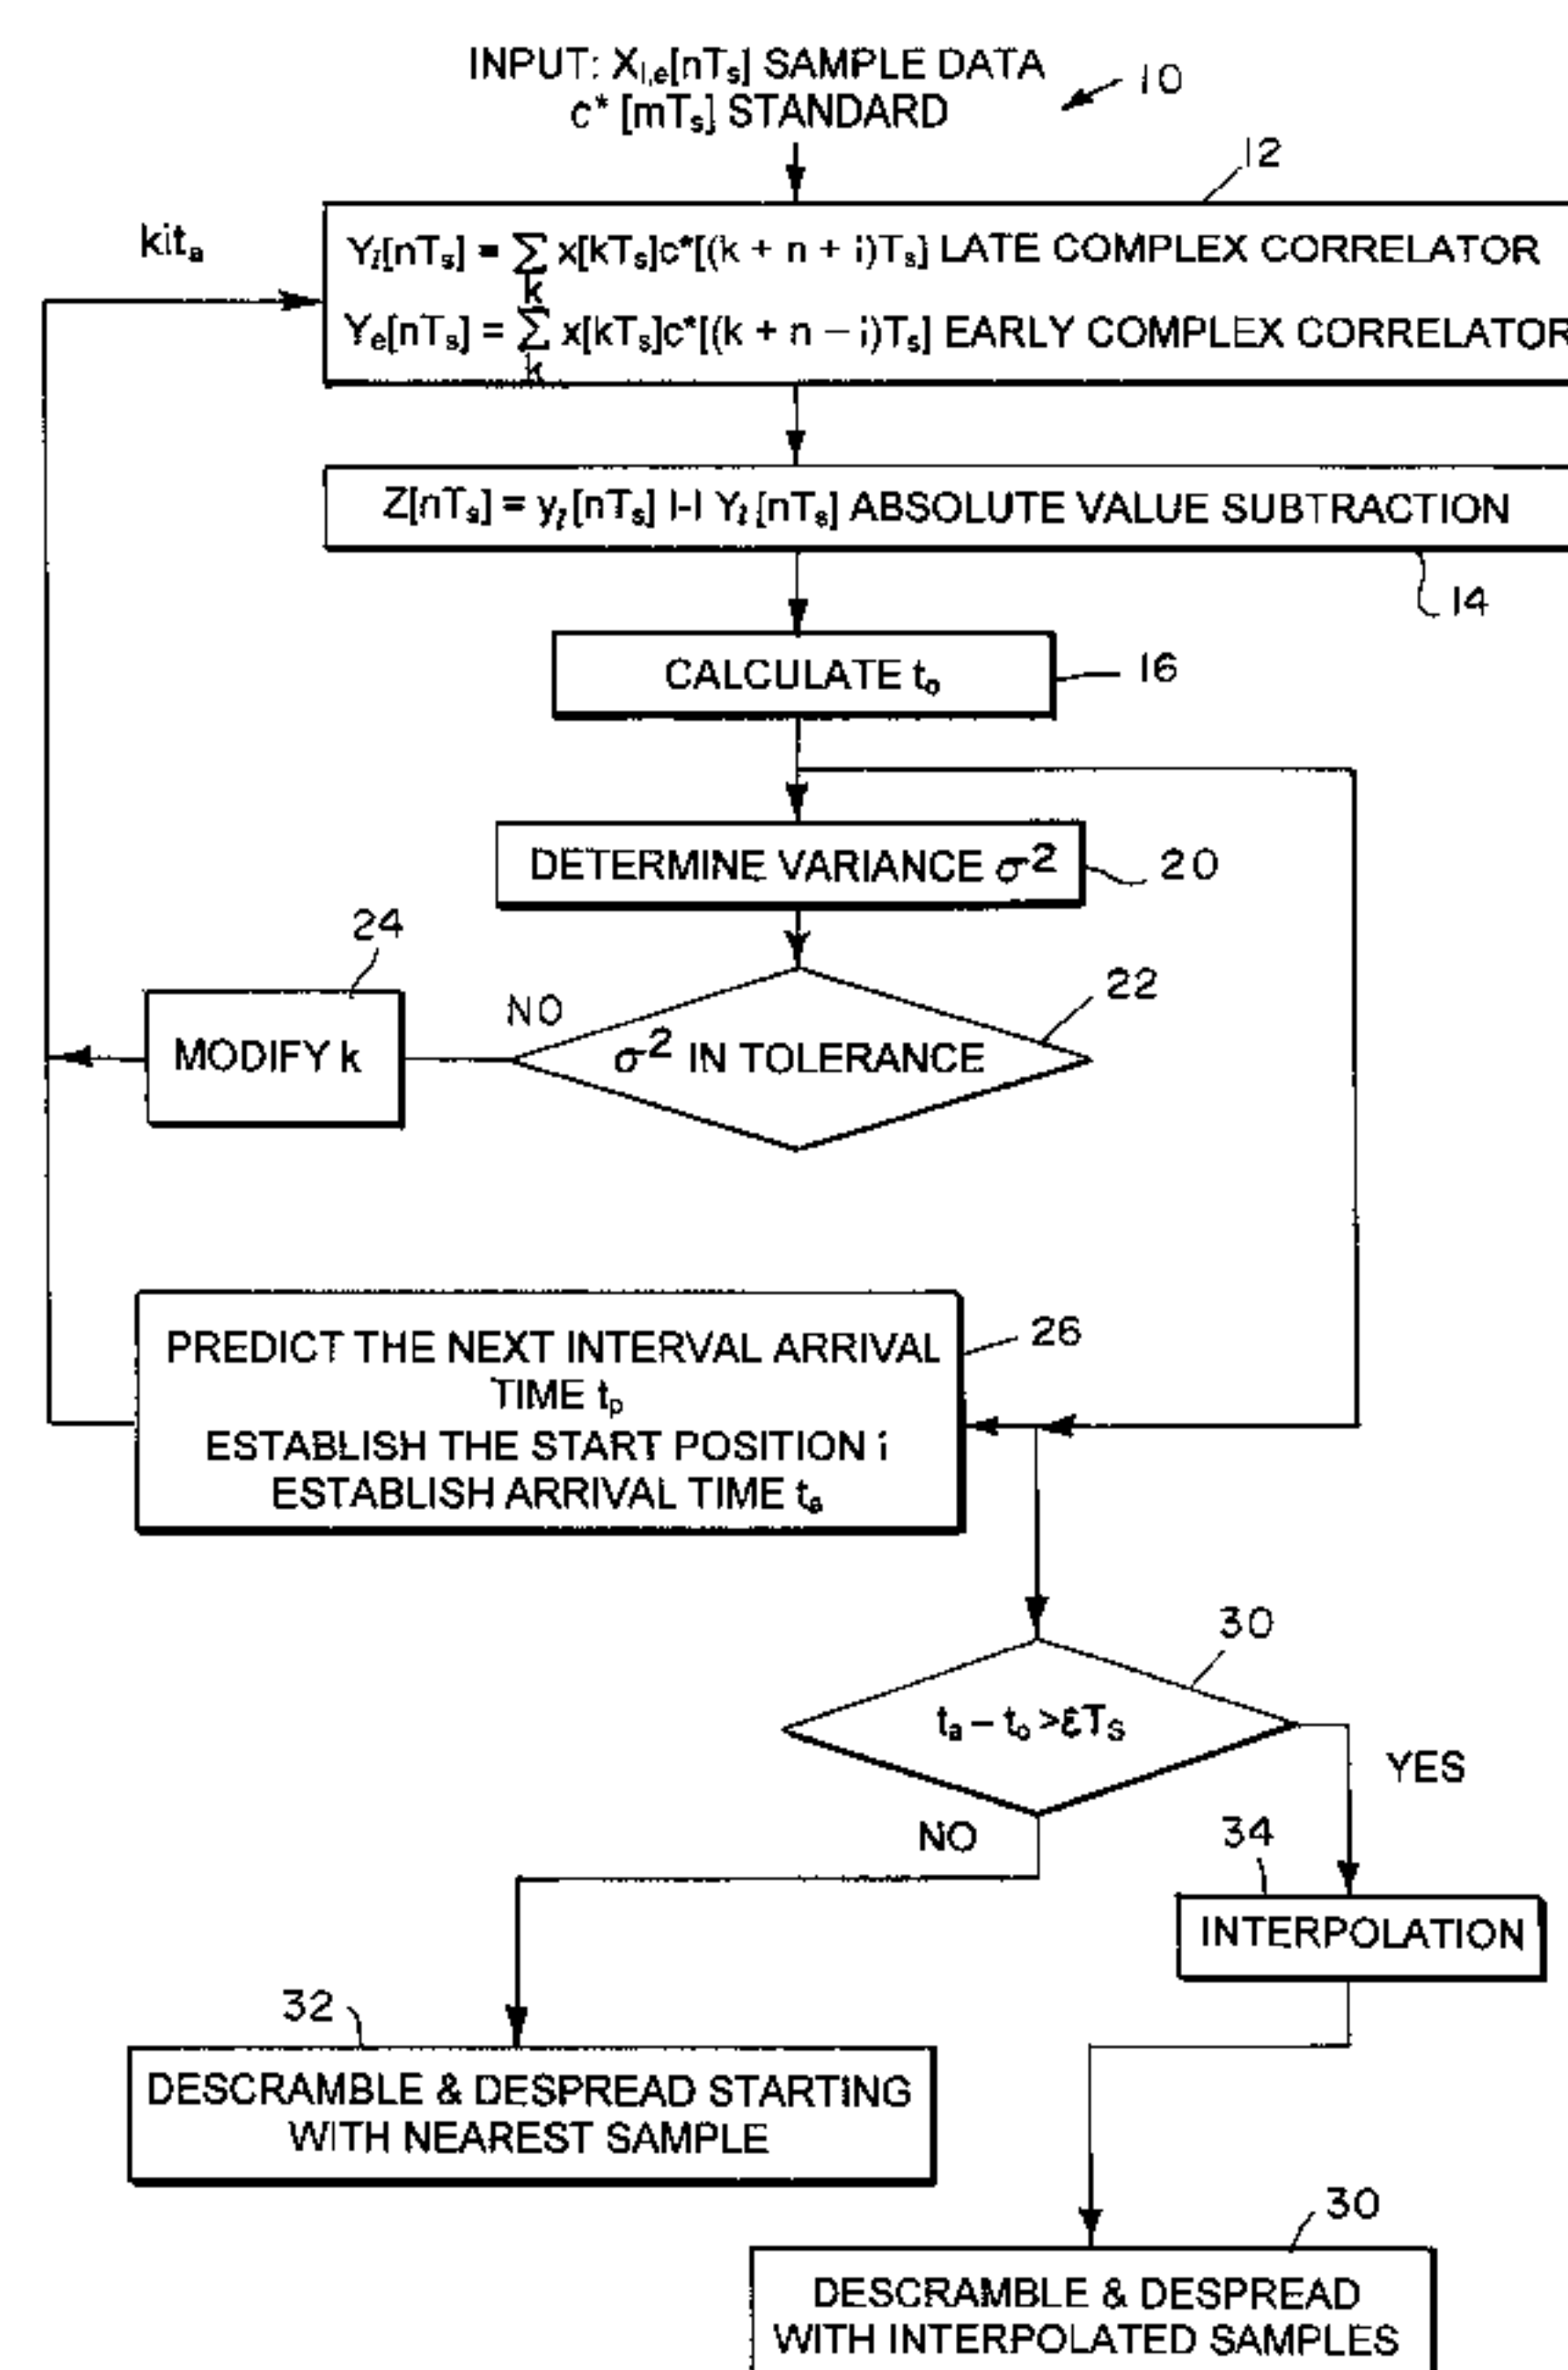 INPUT: X_{l,e}[nT_s] SAMPLE DATA
c* [mT_s] STANDARD
10
12
kit_a
Y_l[nT_s] = ∑_k x[kT_s]c*[(k + n + i)T_s] LATE COMPLEX CORRELATOR
Y_e[nT_s] = ∑_k x[kT_s]c*[(k + n – i)T_s] EARLY COMPLEX CORRELATOR
Z[nT_s] = y_l[nT_s] |-| Y_l[nT_s] ABSOLUTE VALUE SUBTRACTION
14
CALCULATE t_o
16
DETERMINE VARIANCE σ²
20
24
22
NO
MODIFY k
σ² IN TOLERANCE
PREDICT THE NEXT INTERVAL ARRIVAL
TIME t_p
ESTABLISH THE START POSITION i
ESTABLISH ARRIVAL TIME t_a
26
30
t_a – t_o >εT_S
YES
NO
34
INTERPOLATION
32
DESCRAMBLE & DESPREAD STARTING
WITH NEAREST SAMPLE
30
DESCRAMBLE & DESPREAD
WITH INTERPOLATED SAMPLES